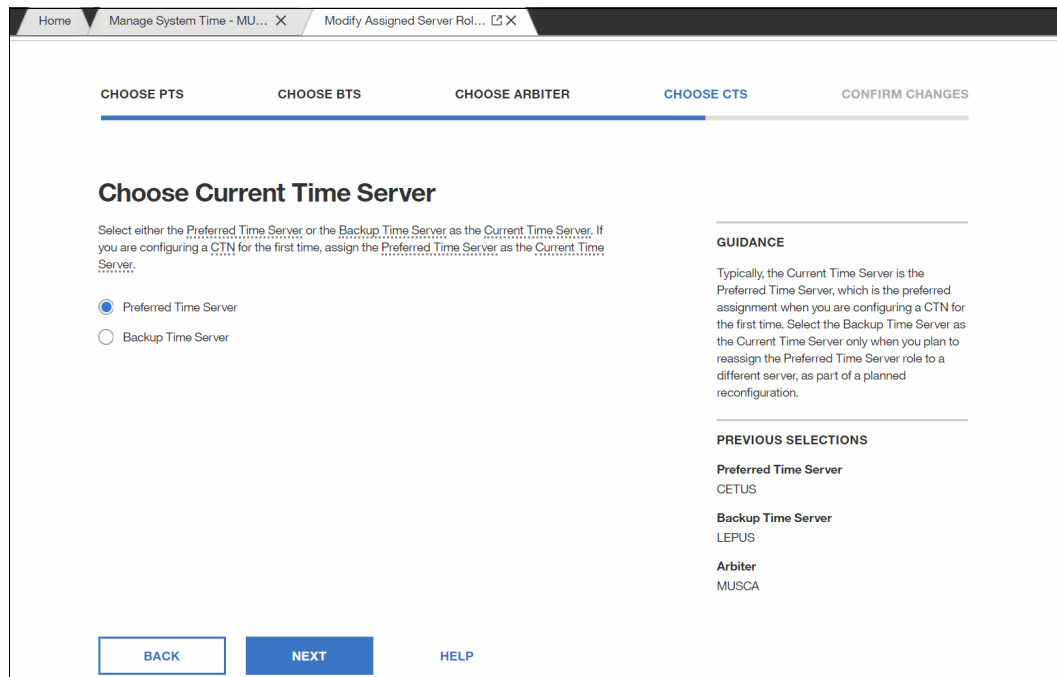 Home
Manage System Time - MU...
Modify Assigned Server Rol...
CHOOSE PTS
CHOOSE BTS
CHOOSE ARBITER
CHOOSE CTS
CONFIRM CHANGES
Choose Current Time Server
Select either the Preferred Time Server or the Backup Time Server as the Current Time Server. If
you are configuring a CTN for the first time, assign the Preferred Time Server as the Current Time
Server.
Preferred Time Server
Backup Time Server
GUIDANCE
Typically, the Current Time Server is the
Preferred Time Server, which is the preferred
assignment when you are configuring a CTN for
the first time. Select the Backup Time Server as
the Current Time Server only when you plan to
reassign the Preferred Time Server role to a
different server, as part of a planned
reconfiguration.
PREVIOUS SELECTIONS
Preferred Time Server
CETUS
Backup Time Server
LEPUS
Arbiter
MUSCA
BACK
NEXT
HELP